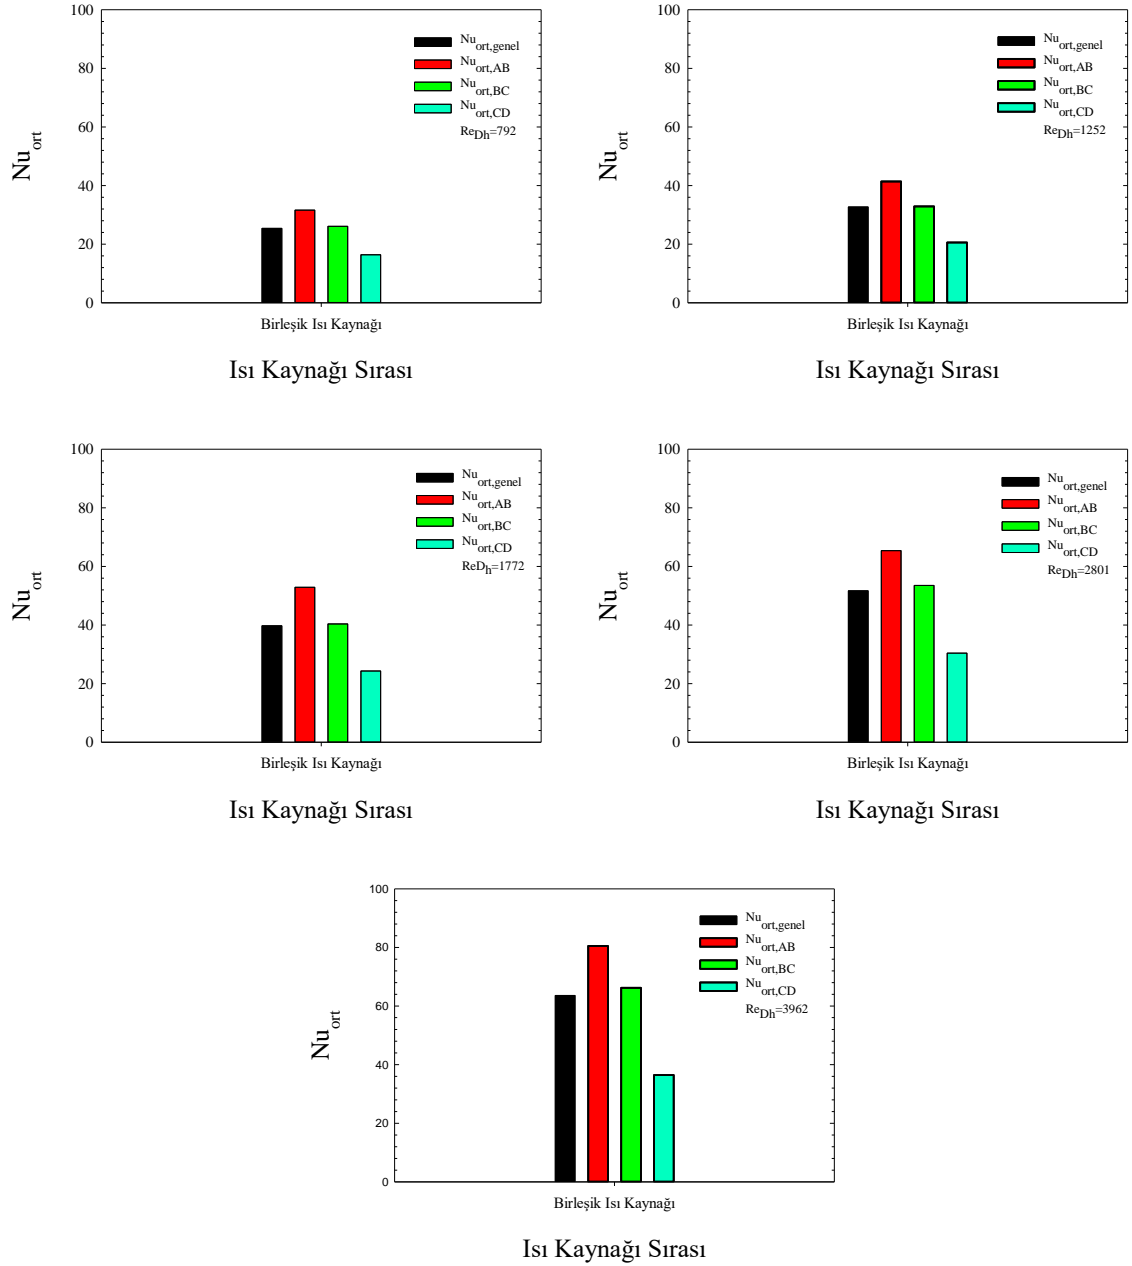 100
80
60
40
20
0
Nu_ort
Nu_ort,genel
Nu_ort,AB
Nu_ort,BC
Nu_ort,CD
Re_Dh=792
Birleşik Isı Kaynağı
Isı Kaynağı Sırası
100
80
60
40
20
0
Nu_ort
Nu_ort,genel
Nu_ort,AB
Nu_ort,BC
Nu_ort,CD
Re_Dh=1252
Birleşik Isı Kaynağı
Isı Kaynağı Sırası
100
80
60
40
20
0
Nu_ort
Nu_ort,genel
Nu_ort,AB
Nu_ort,BC
Nu_ort,CD
ReD_h=1772
Birleşik Isı Kaynağı
Isı Kaynağı Sırası
100
80
60
40
20
0
Nu_ort
Nu_ort,genel
Nu_ort,AB
Nu_ort,BC
Nu_ort,CD
Re_Dh=2801
Birleşik Isı Kaynağı
Isı Kaynağı Sırası
100
80
60
40
20
0
Nu_ort
Nu_ort,genel
Nu_ort,AB
Nu_ort,BC
Nu_ort,CD
Re_Dh=3962
Birleşik Isı Kaynağı
Isı Kaynağı Sırası